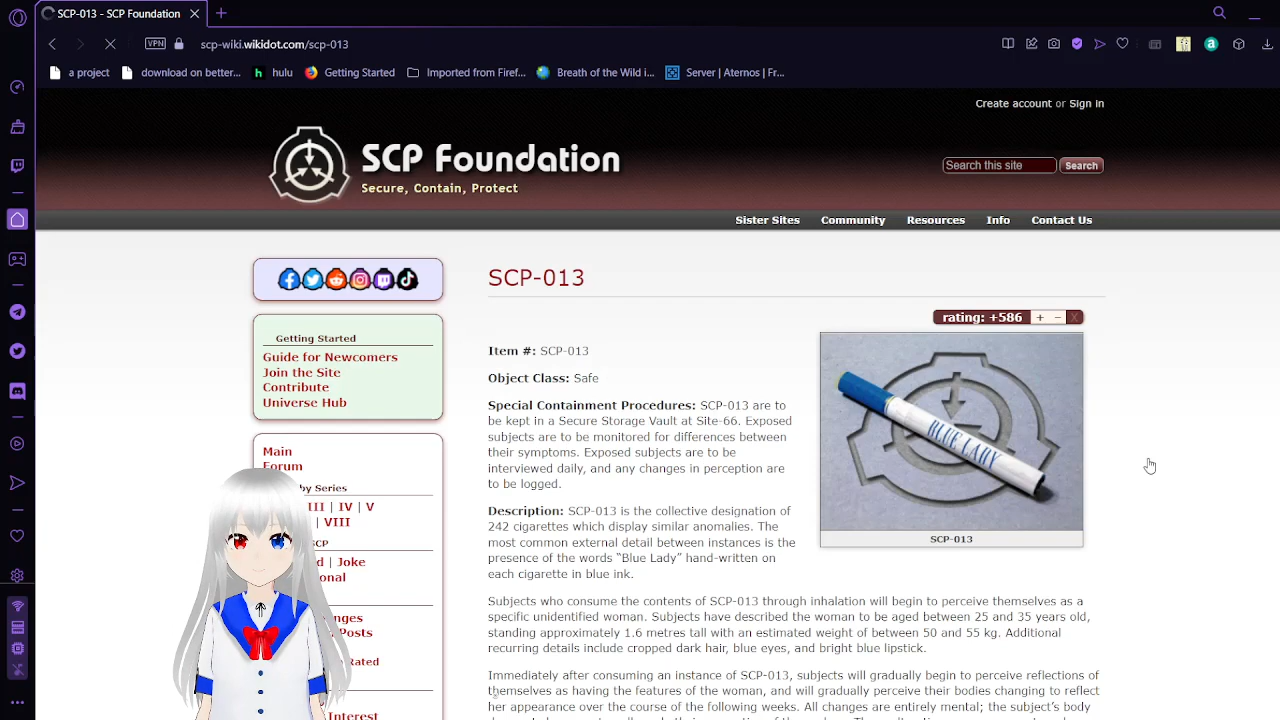 SCP-013 - SCP Foundation
VPN
scp-wiki.wikidot.com/scp-013
a project
download on better...
h hulu
Getting Started
Imported from Firef...
Breath of the Wild i...
Server | Aternos | Fr...
Create account or Sign in
SCP Foundation
Secure, Contain, Protect
Search this site
Search
Sister Sites
Community
Resources
Info
Contact Us
Getting Started
Guide for Newcomers
Join the Site
Contribute
Universe Hub
Main
Forum
by Series
III | IV | V
| VIII
SCP
d | Joke
ional
nges
Posts
Rated
Interest
SCP-013
rating: +586 + − X
Item #: SCP-013
Object Class: Safe
Special Containment Procedures: SCP-013 are to
be kept in a Secure Storage Vault at Site-66. Exposed
subjects are to be monitored for differences between
their symptoms. Exposed subjects are to be
interviewed daily, and any changes in perception are
to be logged.
BLUE LADY
SCP-013
Description: SCP-013 is the collective designation of
242 cigarettes which display similar anomalies. The
most common external detail between instances is the
presence of the words “Blue Lady” hand-written on
each cigarette in blue ink.
Subjects who consume the contents of SCP-013 through inhalation will begin to perceive themselves as a
specific unidentified woman. Subjects have described the woman to be aged between 25 and 35 years old,
standing approximately 1.6 metres tall with an estimated weight of between 50 and 55 kg. Additional
recurring details include cropped dark hair, blue eyes, and bright blue lipstick.
Immediately after consuming an instance of SCP-013, subjects will gradually begin to perceive reflections of
themselves as having the features of the woman, and will gradually perceive their bodies changing to reflect
her appearance over the course of the following weeks. All changes are entirely mental; the subject's body